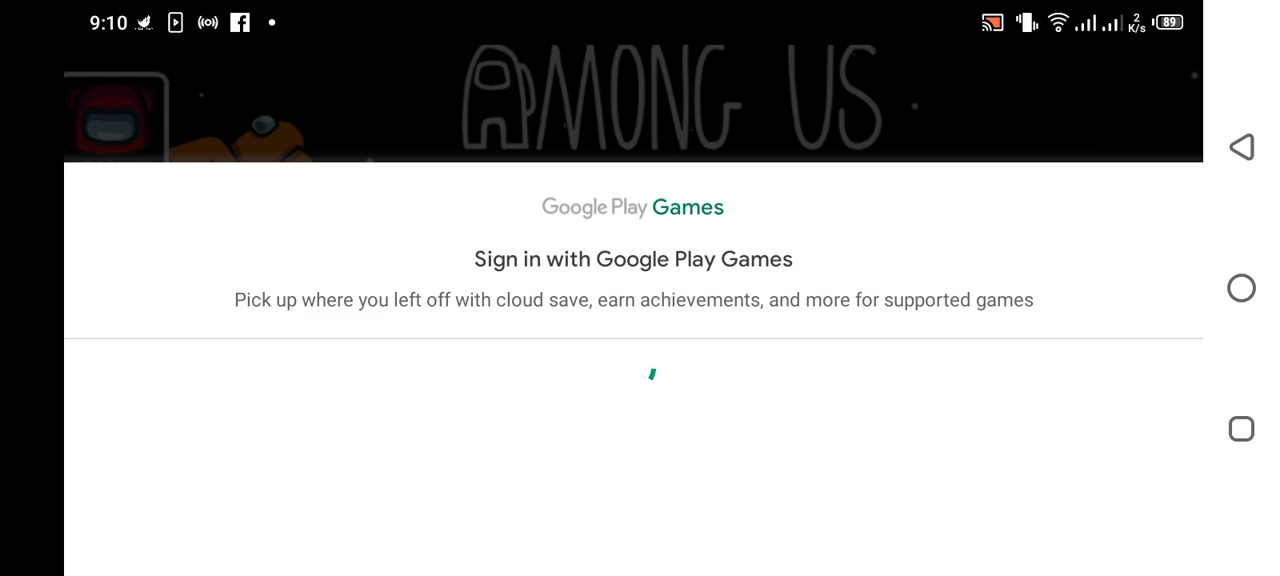 9:10
2
K/s
89
AMONG US
Google Play Games
Sign in with Google Play Games
Pick up where you left off with cloud save, earn achievements, and more for supported games